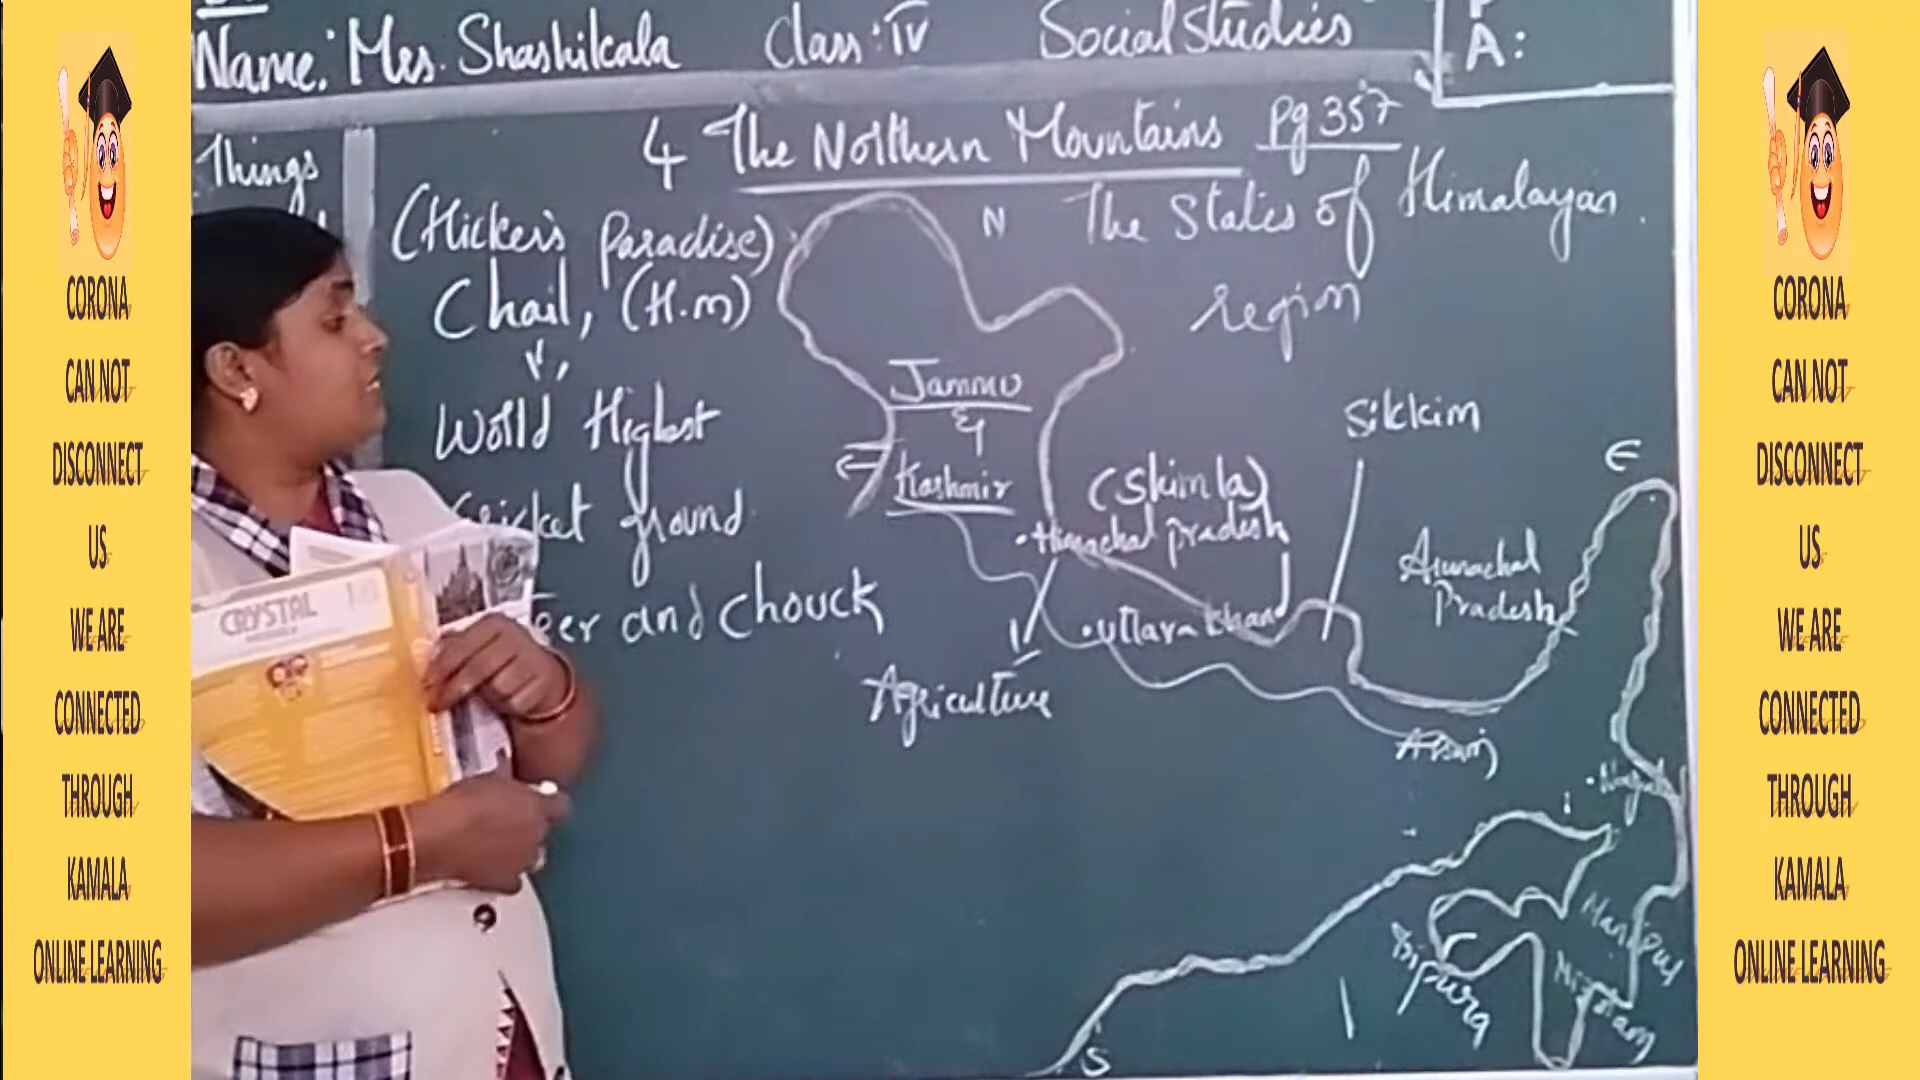 Name: Mrs. Shashikala Class: IV Social Studies
A:
Things
4 The Northern Mountains Pg 357
(Hicker's Paradise)
Chail, (H.M)
World Highest
Cricket ground
eer and Chouck
N
The States of Himalayan
region
Jammu
&
Kashmir
Sikkim
E
(Shimla)
Himachal Pradesh
Arunachal
Pradesh
Uttarakhand
Agriculture
Assam
Manipur
Tripura
Mizoram
S
CRYSTAL
CORONA
CAN NOT
DISCONNECT
US
WE ARE
CONNECTED
THROUGH
KAMALA
ONLINE LEARNING
CORONA
CAN NOT
DISCONNECT
US
WE ARE
CONNECTED
THROUGH
KAMALA
ONLINE LEARNING